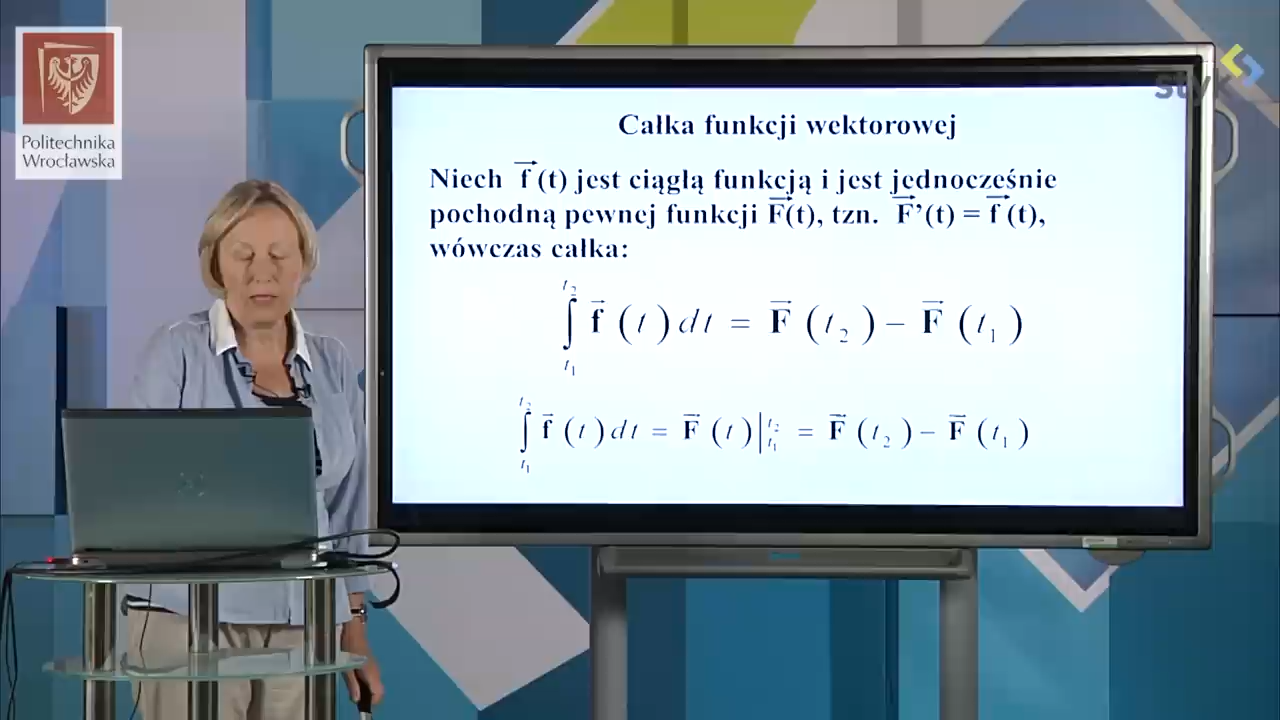 Politechnika
Wrocławska
styk
Całka funkcji wektorowej
Niech f⃗ (t) jest ciągłą funkcją i jest jednocześnie
pochodną pewnej funkcji F⃗(t), tzn. F⃗’(t) = f⃗ (t),
wówczas całka:
∫_{t₁}^{t₂} f⃗ (t) dt = F⃗ (t₂) – F⃗ (t₁)
∫_{t₁}^{t₂} f⃗ (t) dt = F⃗ (t)|_{t₁}^{t₂} = F⃗ (t₂) – F⃗ (t₁)